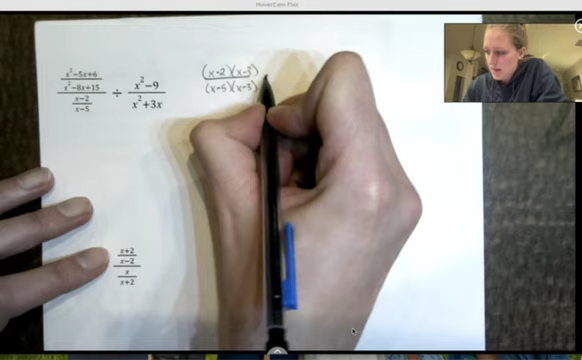 HoverCam Flex
x²-5x+6
x²-8x+15
x-2
x-5
÷
x²-9
x²+3x
(x-2)(x-3)
(x-5)(x-3)
x+2
x-2
x
x+2